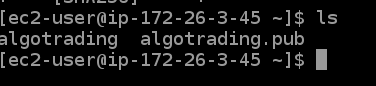 [ec2-user@ip-172-26-3-45 ~]$ ls
algotrading  algotrading.pub
[ec2-user@ip-172-26-3-45 ~]$